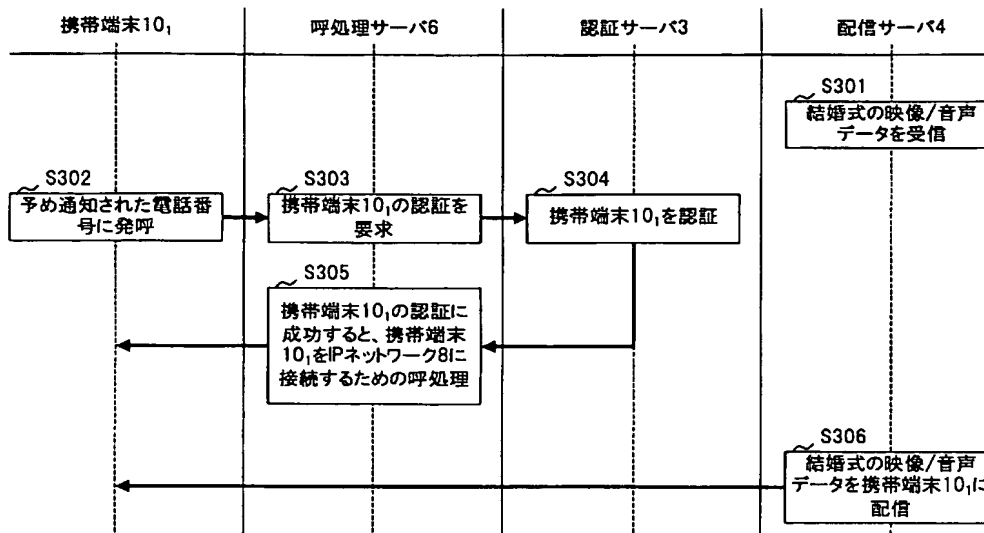 携帯端末10₁
呼処理サーバ6
認証サーバ3
配信サーバ4
S301
結婚式の映像/音声
データを受信
S302
予め通知された電話番
号に発呼
S303
携帯端末10₁の認証を
要求
S304
携帯端末10₁を認証
S305
携帯端末10₁の認証に
成功すると、携帯端末
10₁をIPネットワーク8に
接続するための呼処理
S306
結婚式の映像/音声
データを携帯端末10₁に
配信